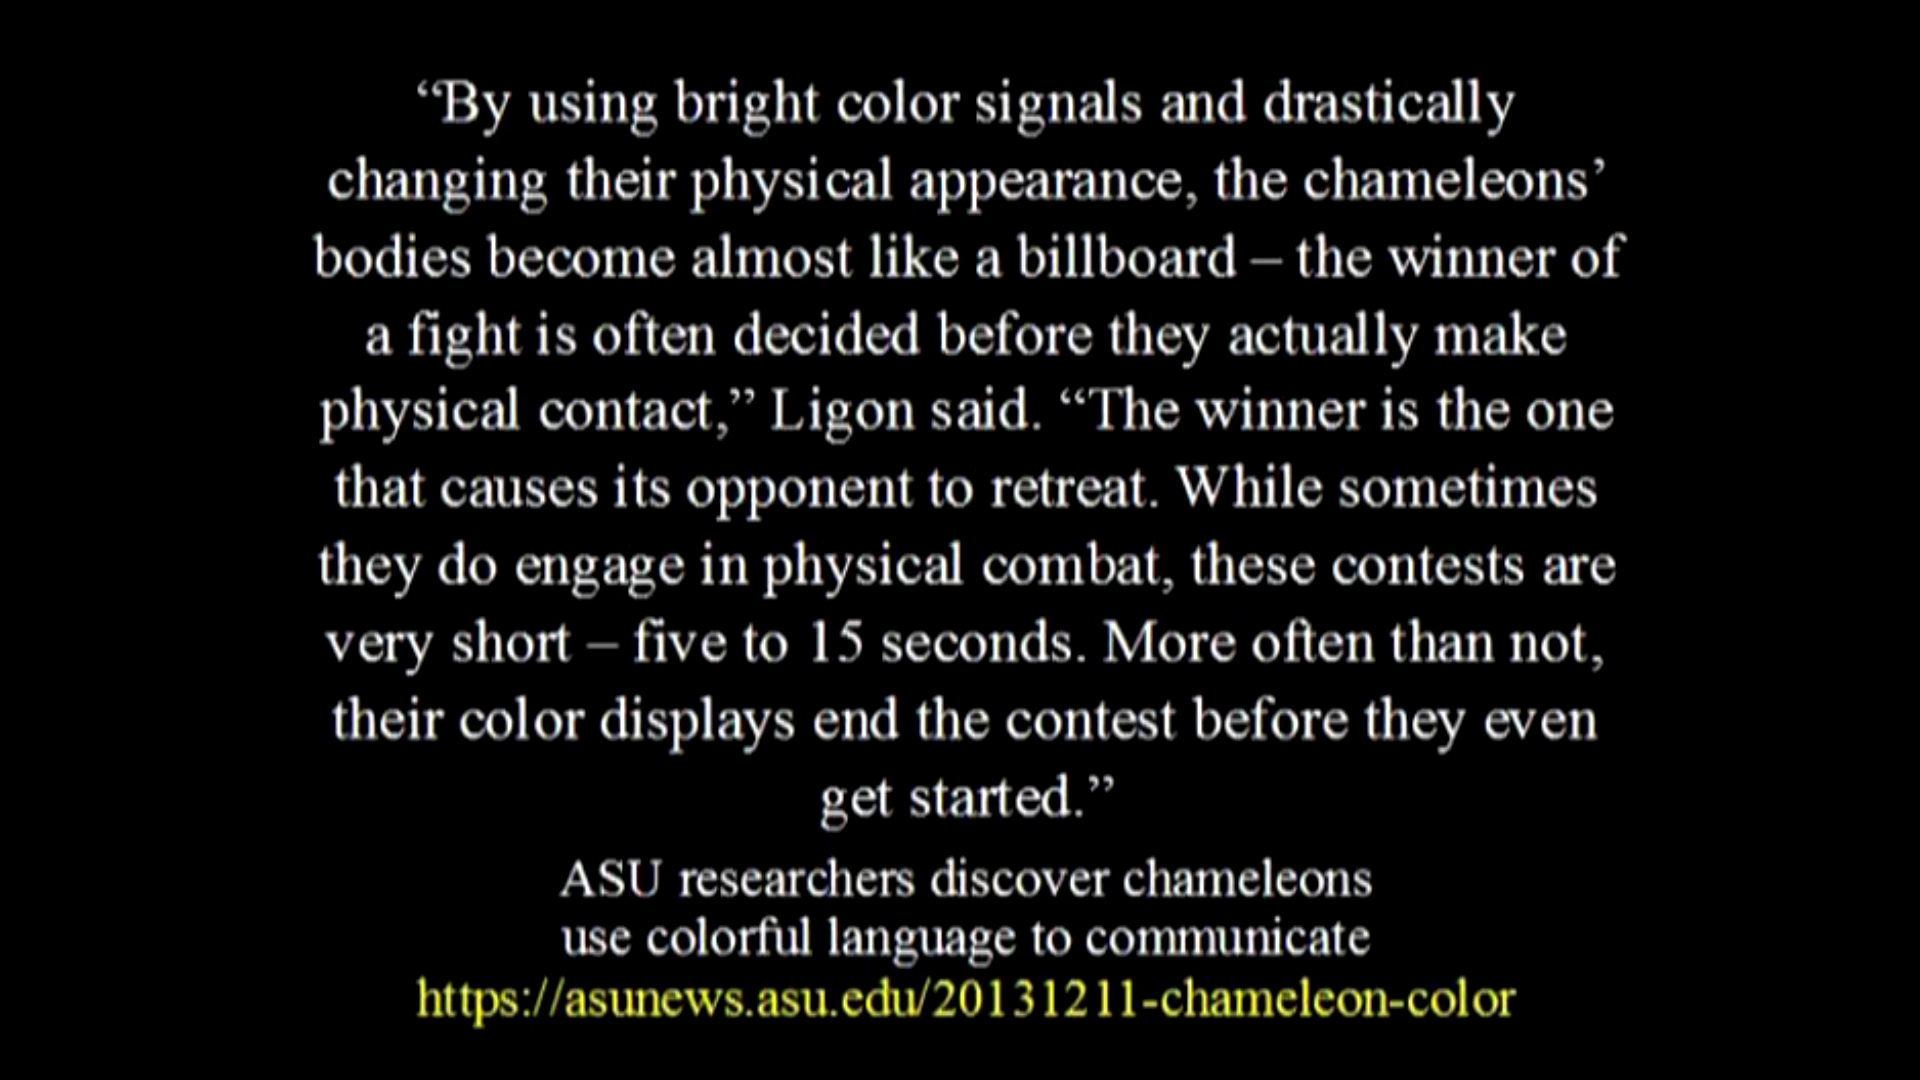 “By using bright color signals and drastically
changing their physical appearance, the chameleons’
bodies become almost like a billboard – the winner of
a fight is often decided before they actually make
physical contact,” Ligon said. “The winner is the one
that causes its opponent to retreat. While sometimes
they do engage in physical combat, these contests are
very short – five to 15 seconds. More often than not,
their color displays end the contest before they even
get started.”
ASU researchers discover chameleons
use colorful language to communicate
https://asunews.asu.edu/20131211-chameleon-color